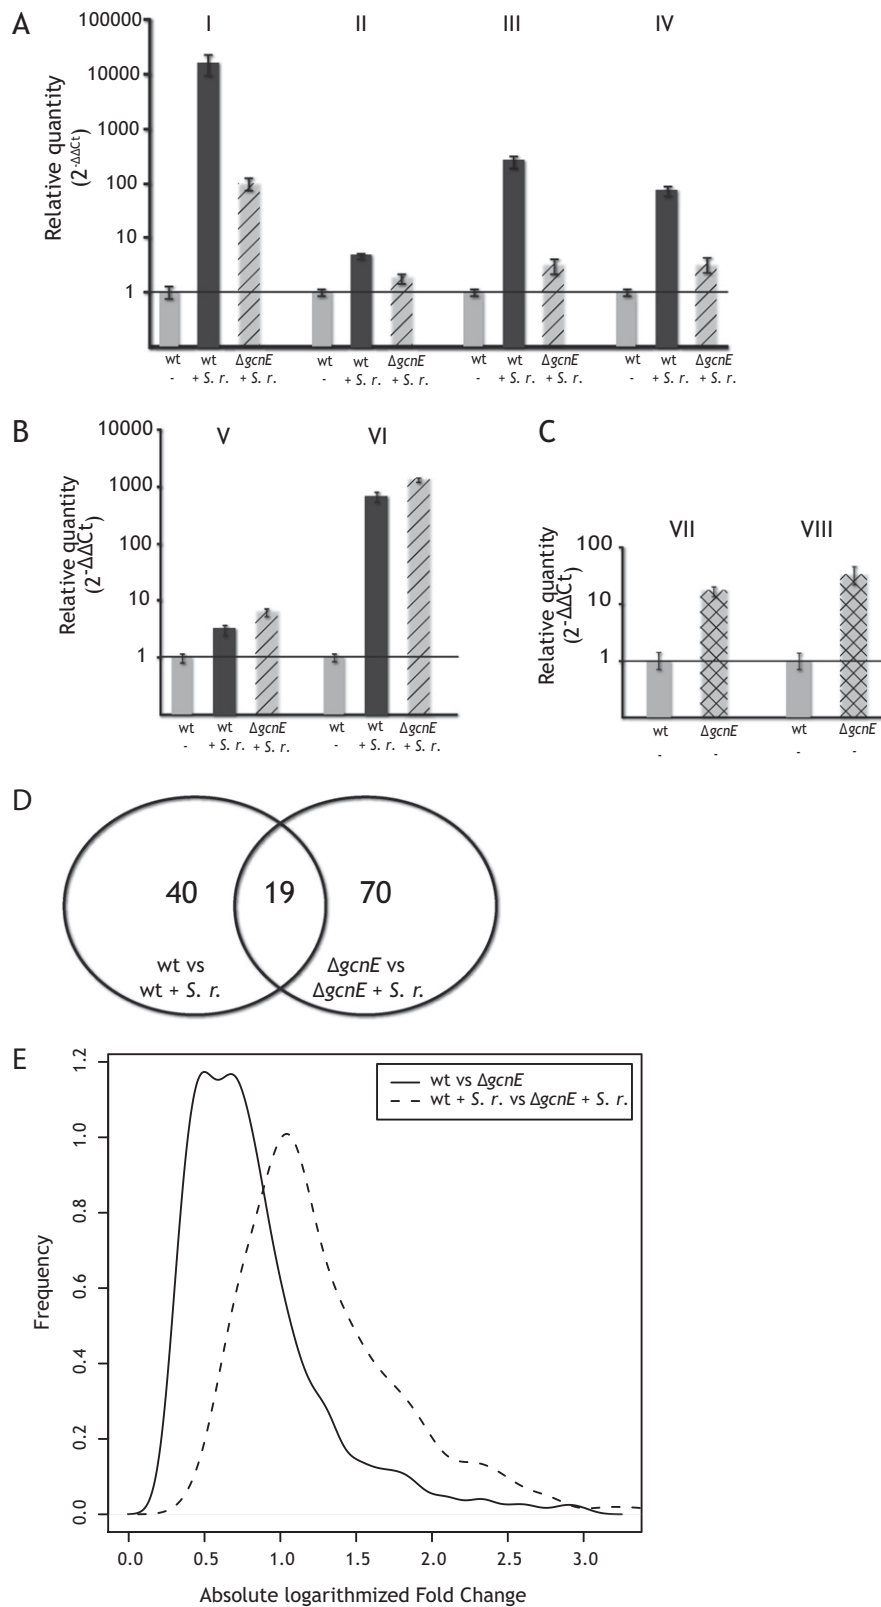 A
I II III IV
Relative quantity
(2-ΔΔCt)
100000
10000
1000
100
10
1
wt wt ΔgcnE wt wt ΔgcnE wt wt ΔgcnE wt wt ΔgcnE
- + S. r. + S. r. - + S. r. + S. r. - + S. r. + S. r. - + S. r. + S. r.
B
V VI
Relative quantity
(2-ΔΔCt)
10000
1000
100
10
1
wt wt ΔgcnE wt wt ΔgcnE
- + S. r. + S. r. - + S. r. + S. r.
C
VII VIII
Relative quantity
(2-ΔΔCt)
100
10
1
wt ΔgcnE wt ΔgcnE
- - - -
D
40 19 70
wt vs
wt + S. r.
ΔgcnE vs
ΔgcnE + S. r.
E
wt vs ΔgcnE
wt + S. r. vs ΔgcnE + S. r.
Frequency
1.2
1.0
0.8
0.6
0.4
0.2
0.0
0.0 0.5 1.0 1.5 2.0 2.5 3.0
Absolute logarithmized Fold Change